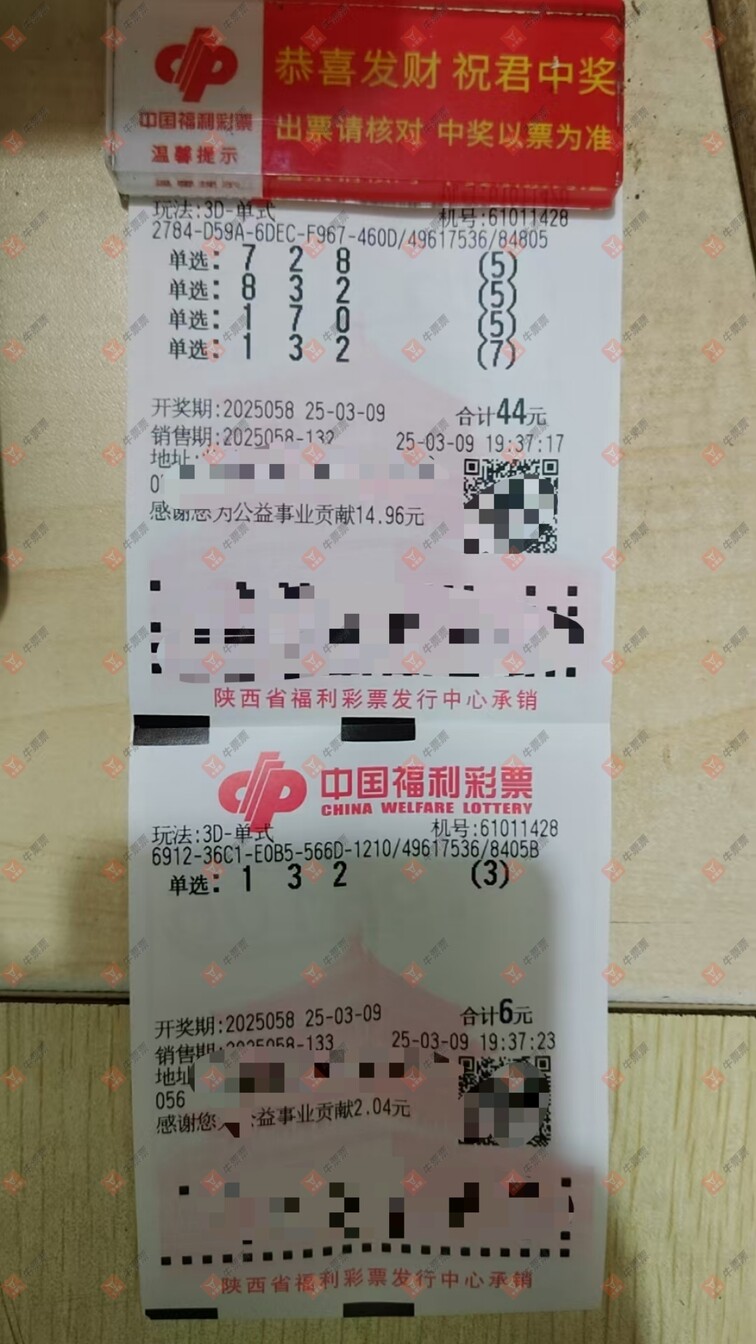 恭喜发财 祝君中奖
中国福利彩票
出票请核对 中奖以票为准
温馨提示
玩法:3D-单式 机号:61011428
2784-D59A-6DEC-F967-460D/49617536/84805
单选: 7 2 8 (5)
单选: 8 3 2 (5)
单选: 1 7 0 (5)
单选: 1 3 2 (7)
开奖期:2025058 25-03-09 合计44元
销售期:2025058-132 25-03-09 19:37:17
地址:
感谢您为公益事业贡献14.96元
陕西省福利彩票发行中心承销
中国福利彩票
CHINA WELFARE LOTTERY
玩法:3D-单式 机号:61011428
6912-36C1-E0B5-566D-1210/49617536/8405B
单选: 1 3 2 (3)
开奖期:2025058 25-03-09 合计6元
销售期:2025058-133 25-03-09 19:37:23
地址
056
感谢您 公益事业贡献2.04元
陕西省福利彩票发行中心承销